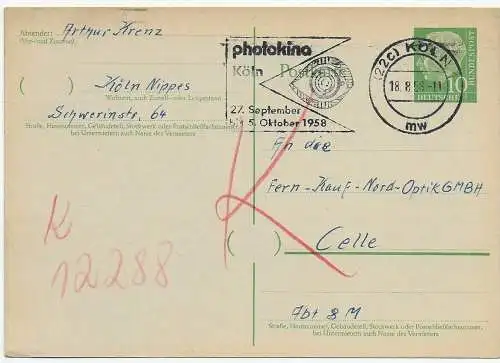 Absender: Arthur Krenz
(Vor- und Zuname)
Köln Nippes
Wohnort, auch Zustell- oder Leitpostamt
Schwerinstr. 64
Straße, Hausnummer, Gebäudeteil, Stockwerk oder Postschließfachnummer,
bei Untermietern auch Name des Vermieters
photokina
Köln
27. September
bis 5. Oktober 1958
Postkarte
(22c) KÖLN
18.8.58-11
mw
10
DEUTSCHE
BUNDESPOST
An die
Fern-Kauf-Nord-Optik GMBH
Celle
Abt 8 M
Straße, Hausnummer, Gebäudeteil, Stockwerk oder Postschließfachnummer,
bei Untermietern auch Name des Vermieters
K
12288
K